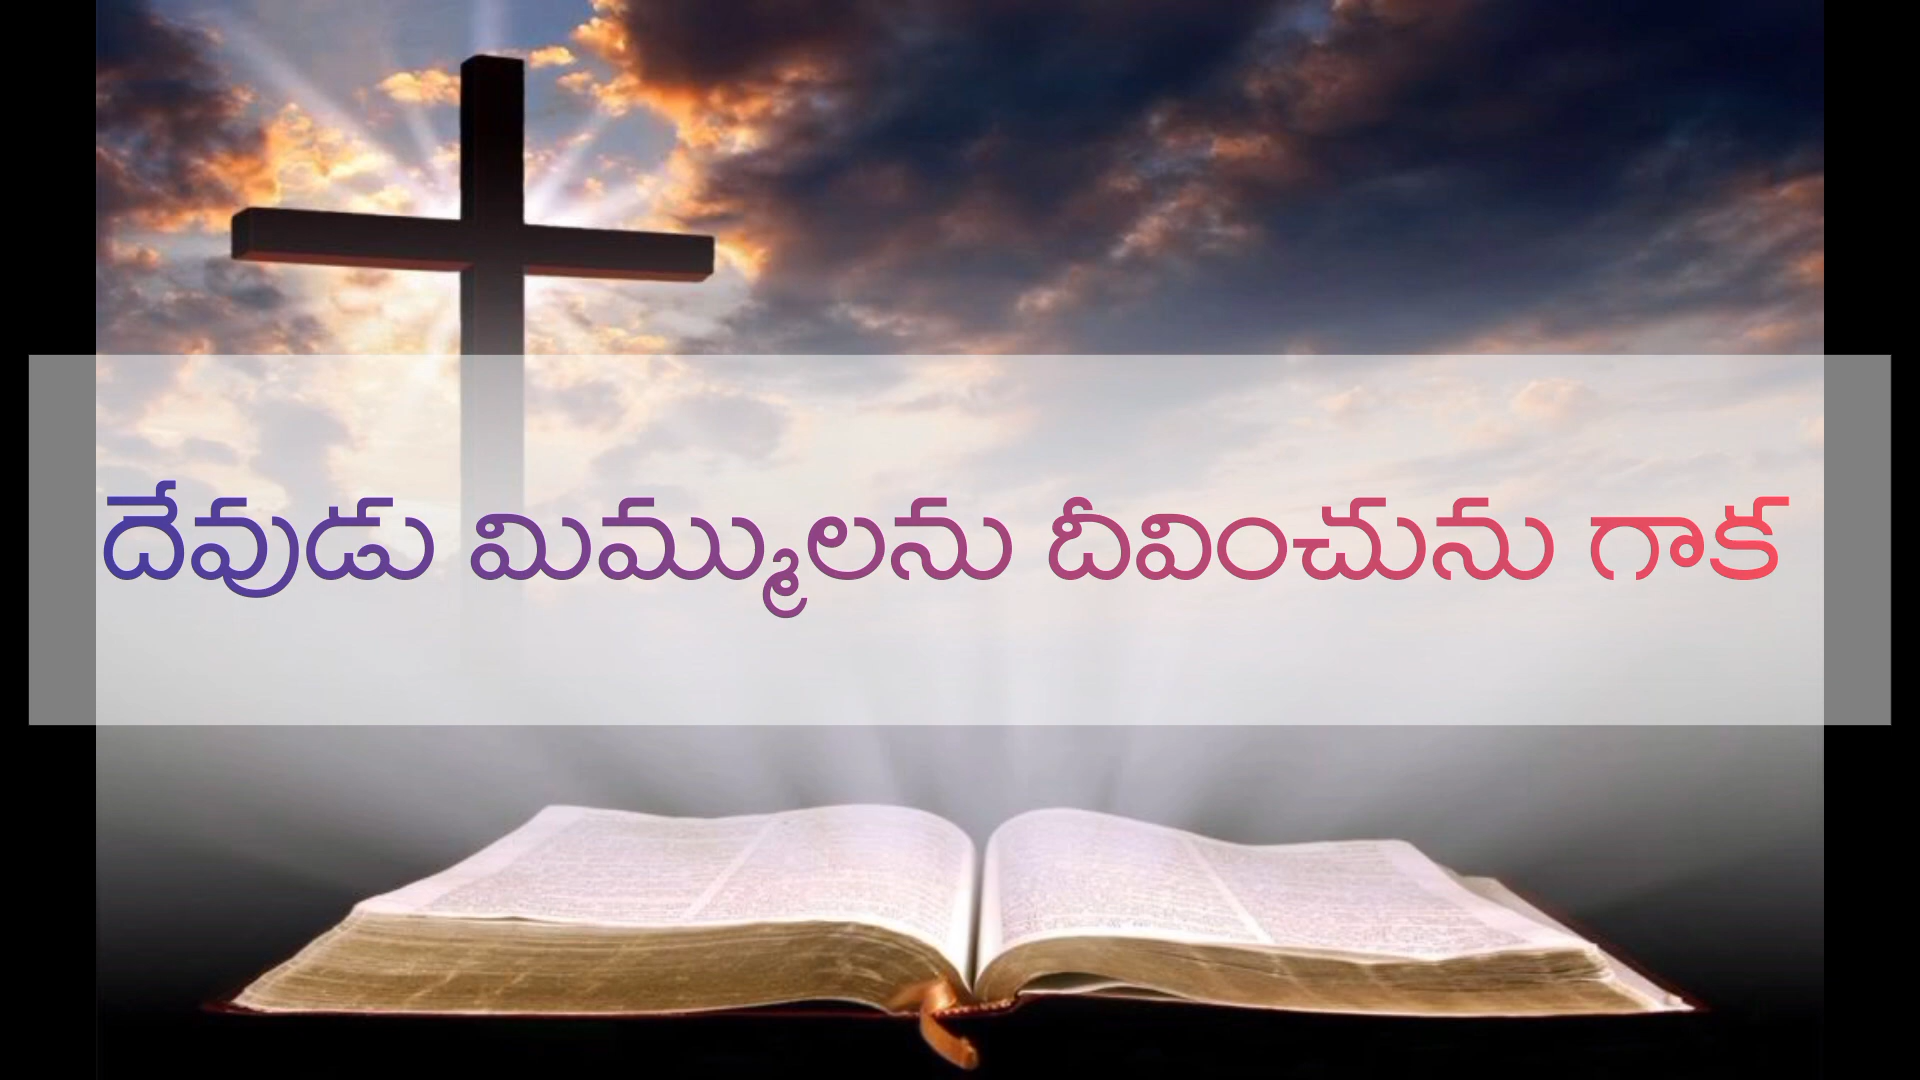 దేవుడు మిమ్ములను దీవించును గాక